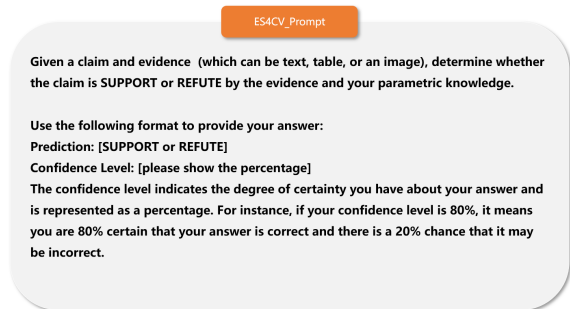 ES4CV_Prompt
Given a claim and evidence (which can be text, table, or an image), determine whether
the claim is SUPPORT or REFUTE by the evidence and your parametric knowledge.
Use the following format to provide your answer:
Prediction: [SUPPORT or REFUTE]
Confidence Level: [please show the percentage]
The confidence level indicates the degree of certainty you have about your answer and
is represented as a percentage. For instance, if your confidence level is 80%, it means
you are 80% certain that your answer is correct and there is a 20% chance that it may
be incorrect.